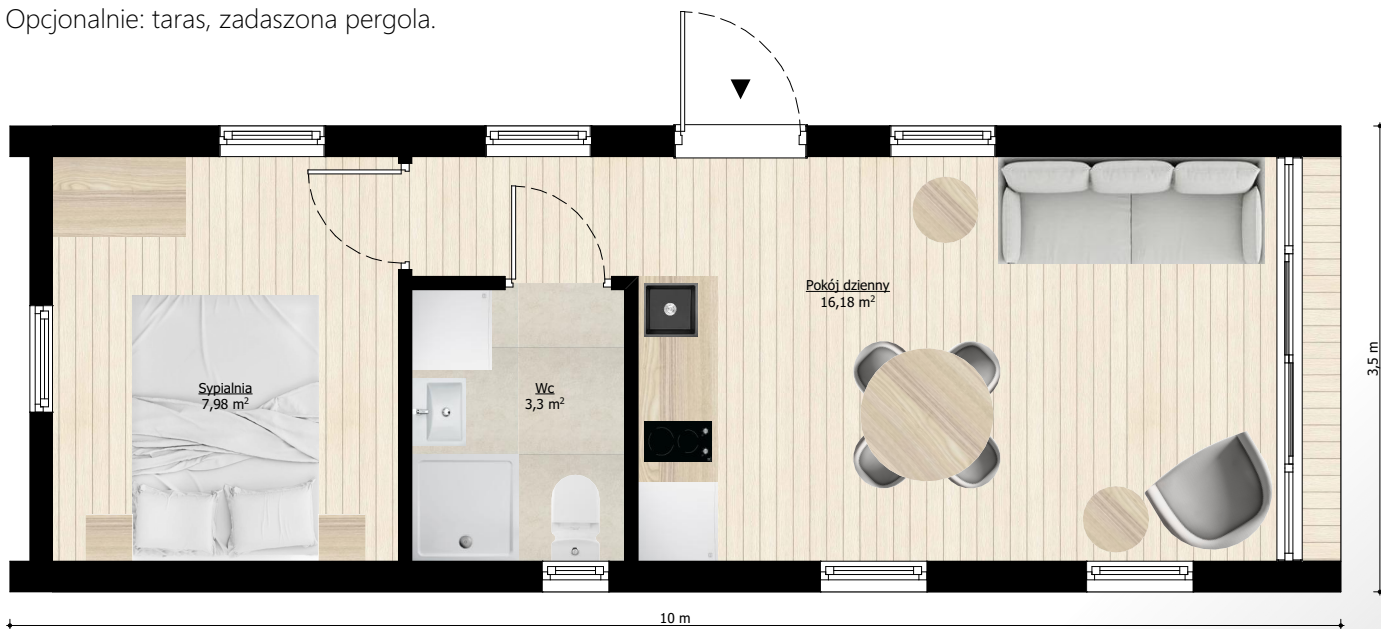 Opcjonalnie: taras, zadaszona pergola.
Pokój dzienny
16,18 m²
Sypialnia
7,98 m²
Wc
3,3 m²
3,5 m
10 m